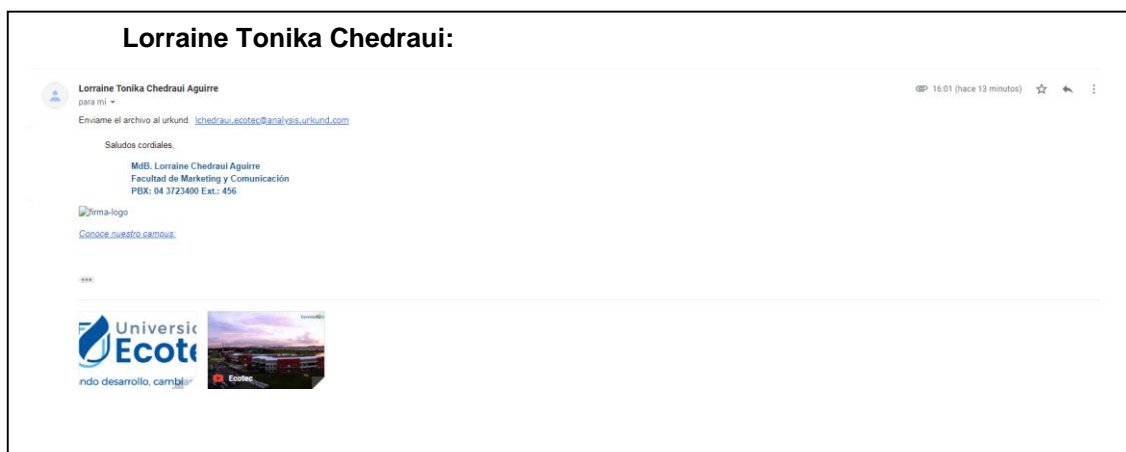 Lorraine Tonika Chedraui:
Lorraine Tonika Chedraui Aguirre
16:01 (hace 13 minutos)
para mí
Enviame el archivo al urkund. lchedraui.ecotec@analysis.urkund.com
Saludos cordiales,
MdB. Lorraine Chedraui Aguirre
Facultad de Marketing y Comunicación
PBX: 04 3723400 Ext.: 456
firma-logo
Conoce nuestro campus:
Universic
Ecote
ndo desarrollo, cambia
Ecotec